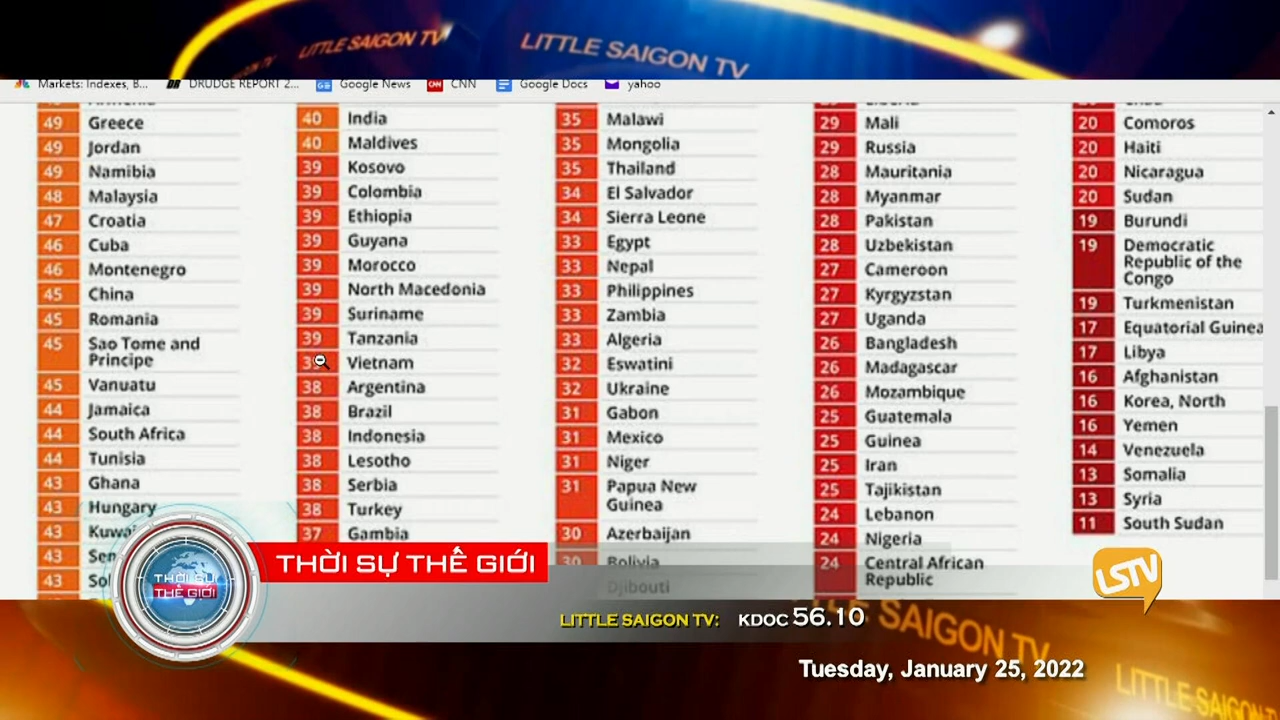 LITTLE SAIGON TV
LITTLE SAIGON TV
Markets: Indexes, B...
DRUDGE REPORT 2...
Google News
CNN
Google Docs
yahoo
49 Greece
49 Jordan
49 Namibia
48 Malaysia
47 Croatia
46 Cuba
46 Montenegro
45 China
45 Romania
45 Sao Tome and
Principe
45 Vanuatu
44 Jamaica
44 South Africa
44 Tunisia
43 Ghana
43 Hungary
43
43
43
40 India
40 Maldives
39 Kosovo
39 Colombia
39 Ethiopia
39 Guyana
39 Morocco
39 North Macedonia
39 Suriname
39 Tanzania
Vietnam
38 Argentina
38 Brazil
38 Indonesia
38 Lesotho
38 Serbia
38 Turkey
37 Gambia
35 Malawi
35 Mongolia
35 Thailand
34 El Salvador
34 Sierra Leone
33 Egypt
33 Nepal
33 Philippines
33 Zambia
33 Algeria
32 Eswatini
32 Ukraine
31 Gabon
31 Mexico
31 Niger
31 Papua New
Guinea
30 Azerbaijan
30 Bolivia
Djibouti
29 Liberia
29 Mali
29 Russia
28 Mauritania
28 Myanmar
28 Pakistan
28 Uzbekistan
27 Cameroon
27 Kyrgyzstan
27 Uganda
26 Bangladesh
26 Madagascar
26 Mozambique
25 Guatemala
25 Guinea
25 Iran
25 Tajikistan
24 Lebanon
24 Nigeria
24 Central African
Republic
20 Comoros
20 Haiti
20 Nicaragua
20 Sudan
19 Burundi
19 Democratic
Republic of the
Congo
19 Turkmenistan
17 Equatorial Guinea
17 Libya
16 Afghanistan
16 Korea, North
16 Yemen
14 Venezuela
13 Somalia
13 Syria
11 South Sudan
THỜI SỰ
THẾ GIỚI
THỜI SỰ THẾ GIỚI
LSTV
LITTLE SAIGON TV: KDOC 56.10
SAIGON TV
Tuesday, January 25, 2022
LITTLE SAIGON